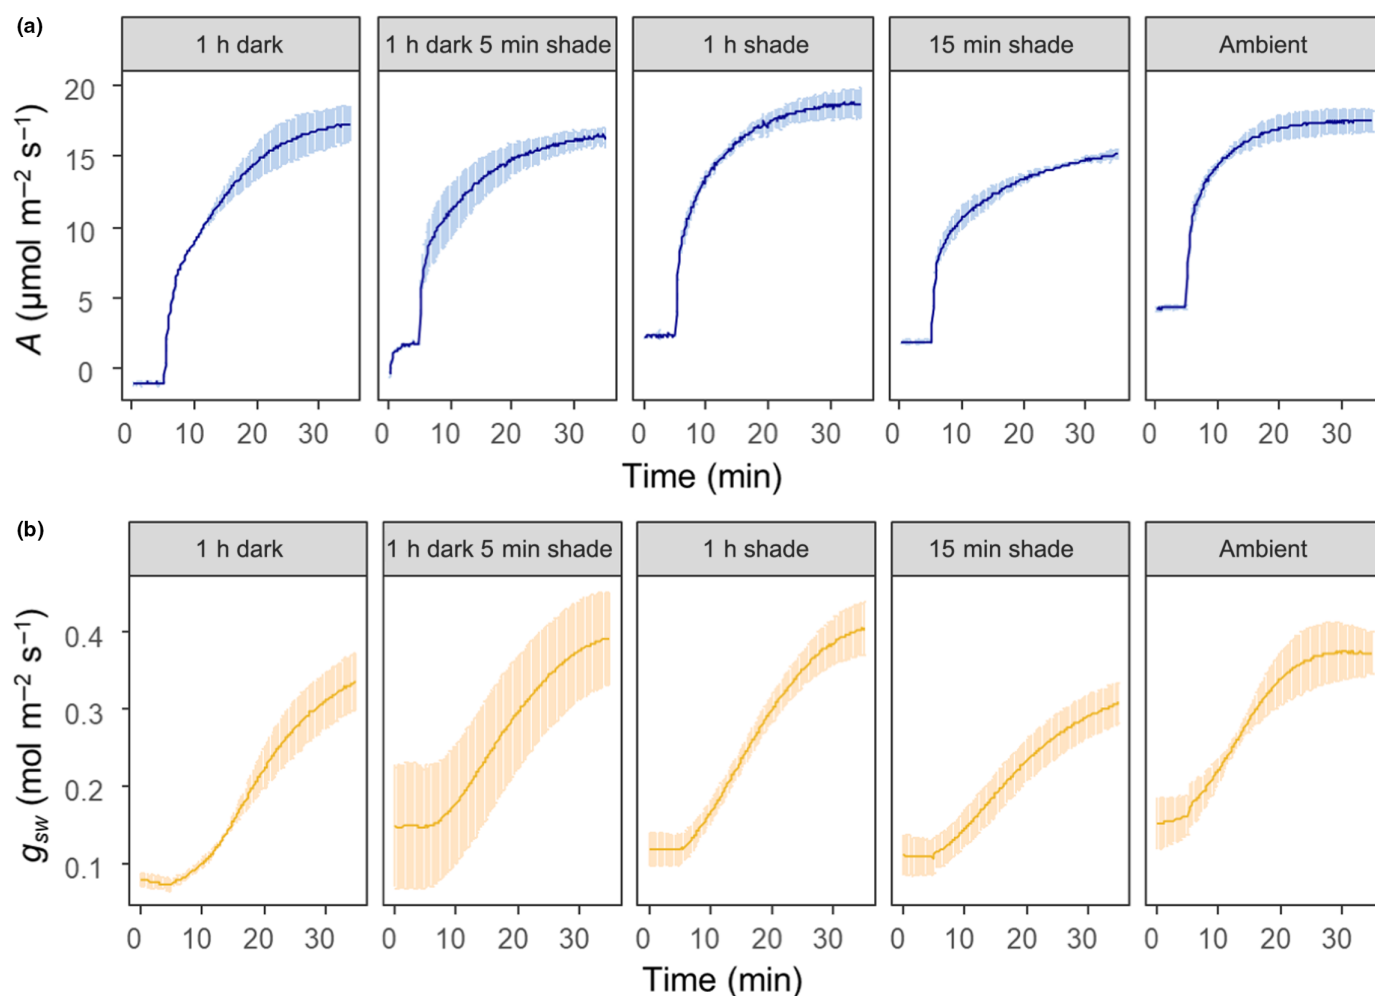 (a)
1 h dark
1 h dark 5 min shade
1 h shade
15 min shade
Ambient
A (µmol m⁻² s⁻¹)
20
15
10
5
0
0 10 20 30
0 10 20 30
0 10 20 30
0 10 20 30
0 10 20 30
Time (min)
(b)
1 h dark
1 h dark 5 min shade
1 h shade
15 min shade
Ambient
gsw (mol m⁻² s⁻¹)
0.4
0.3
0.2
0.1
0 10 20 30
0 10 20 30
0 10 20 30
0 10 20 30
0 10 20 30
Time (min)